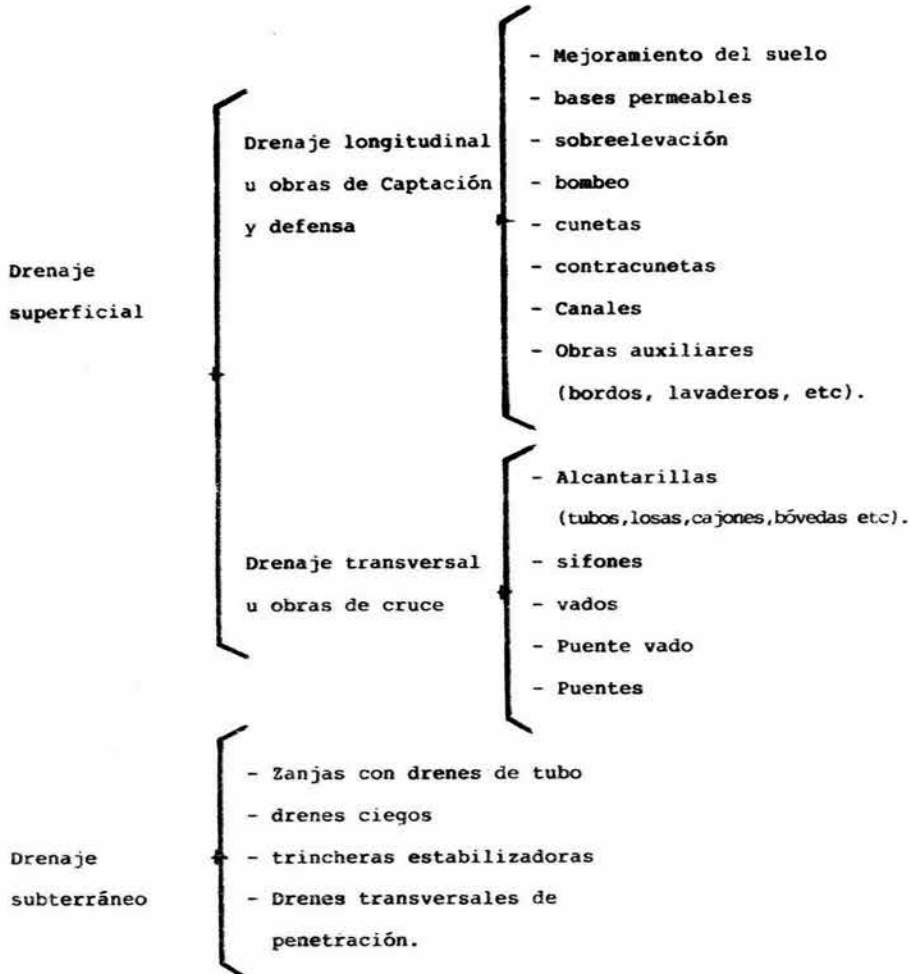 Drenaje
superficial
Drenaje longitudinal
u obras de Captación
y defensa
- Mejoramiento del suelo
- bases permeables
- sobreelevación
- bombeo
- cunetas
- contracunetas
- Canales
- Obras auxiliares
(bordos, lavaderos, etc).
Drenaje transversal
u obras de cruce
- Alcantarillas
(tubos,losas,cajones,bóvedas etc).
- sifones
- vados
- Puente vado
- Puentes
Drenaje
subterráneo
- Zanjas con drenes de tubo
- drenes ciegos
- trincheras estabilizadoras
- Drenes transversales de
penetración.